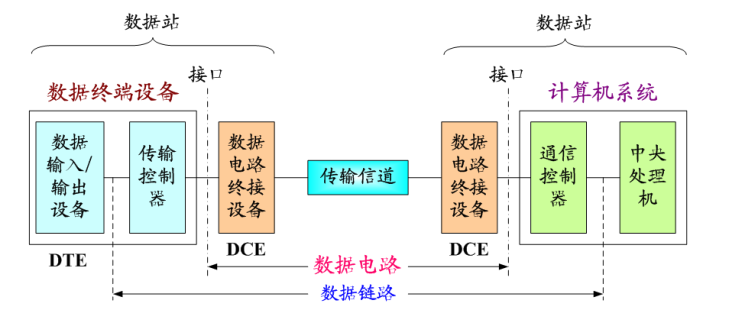 数据站
数据站
接口
接口
数据终端设备
计算机系统
数据
输入/
输出
设备
传输
控制
器
数据
电路
终接
设备
传输信道
数据
电路
终接
设备
通信
控制
器
中央
处理
机
DTE
DCE
DCE
数据电路
数据链路